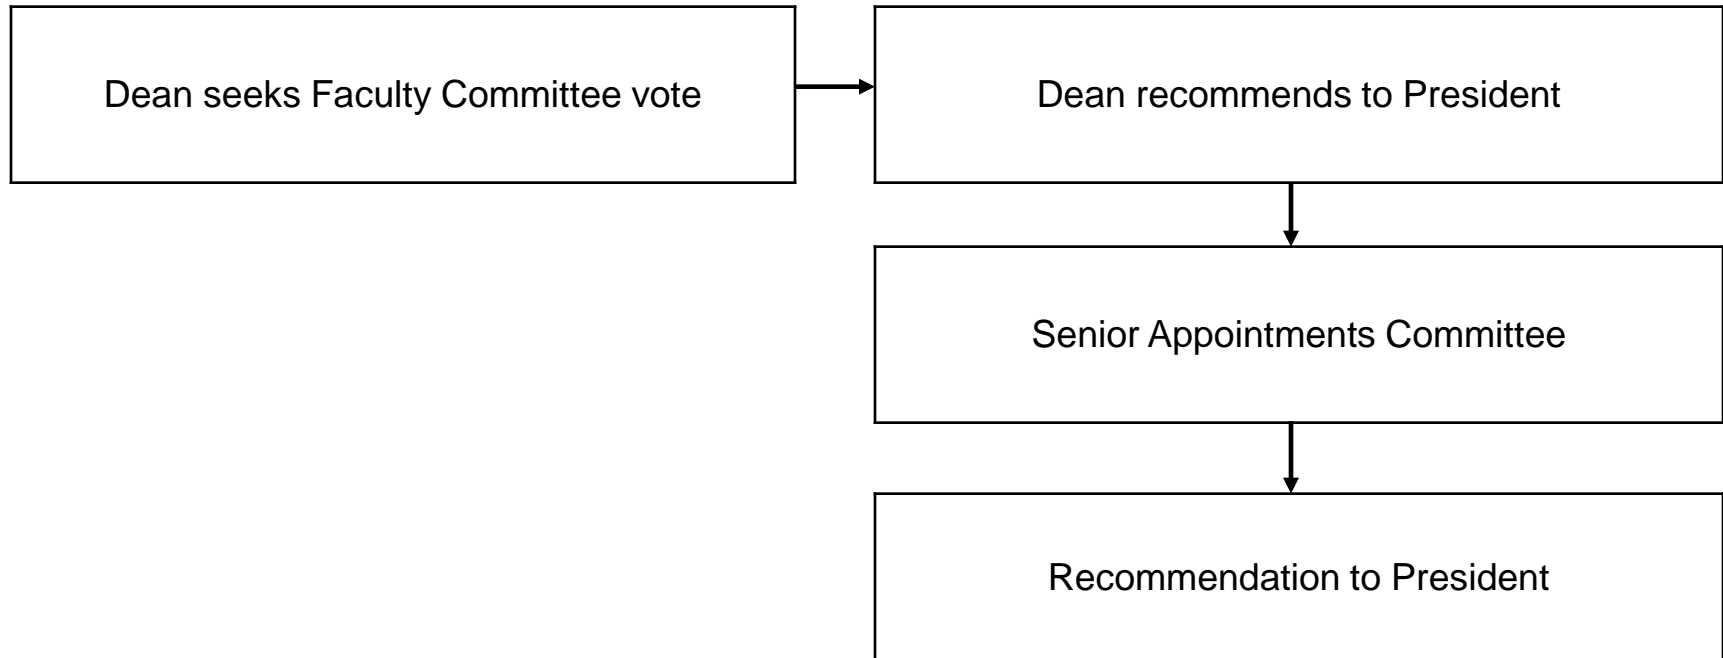 Dean seeks Faculty Committee vote
Dean recommends to President
Senior Appointments Committee
Recommendation to President